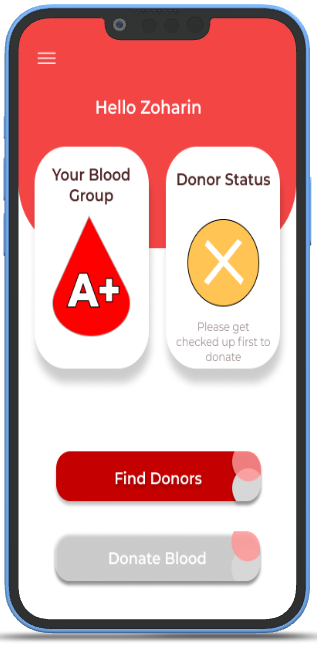 Hello Zoharin
Your Blood
Group
A+
Donor Status
Please get
checked up first to
donate
Find Donors
Donate Blood